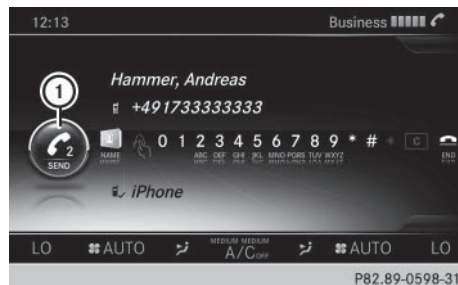 12:13 Business
1
Hammer, Andreas
+491733333333
2 SEND NAME 0 1 2 3 4 5 6 7 8 9 * # + C END
ABC DEF GHI JKL MNO PQRS TUV WXYZ
iPhone
LO AUTO MEDIUM MEDIUM A/C OFF AUTO LO
P82.89-0598-31